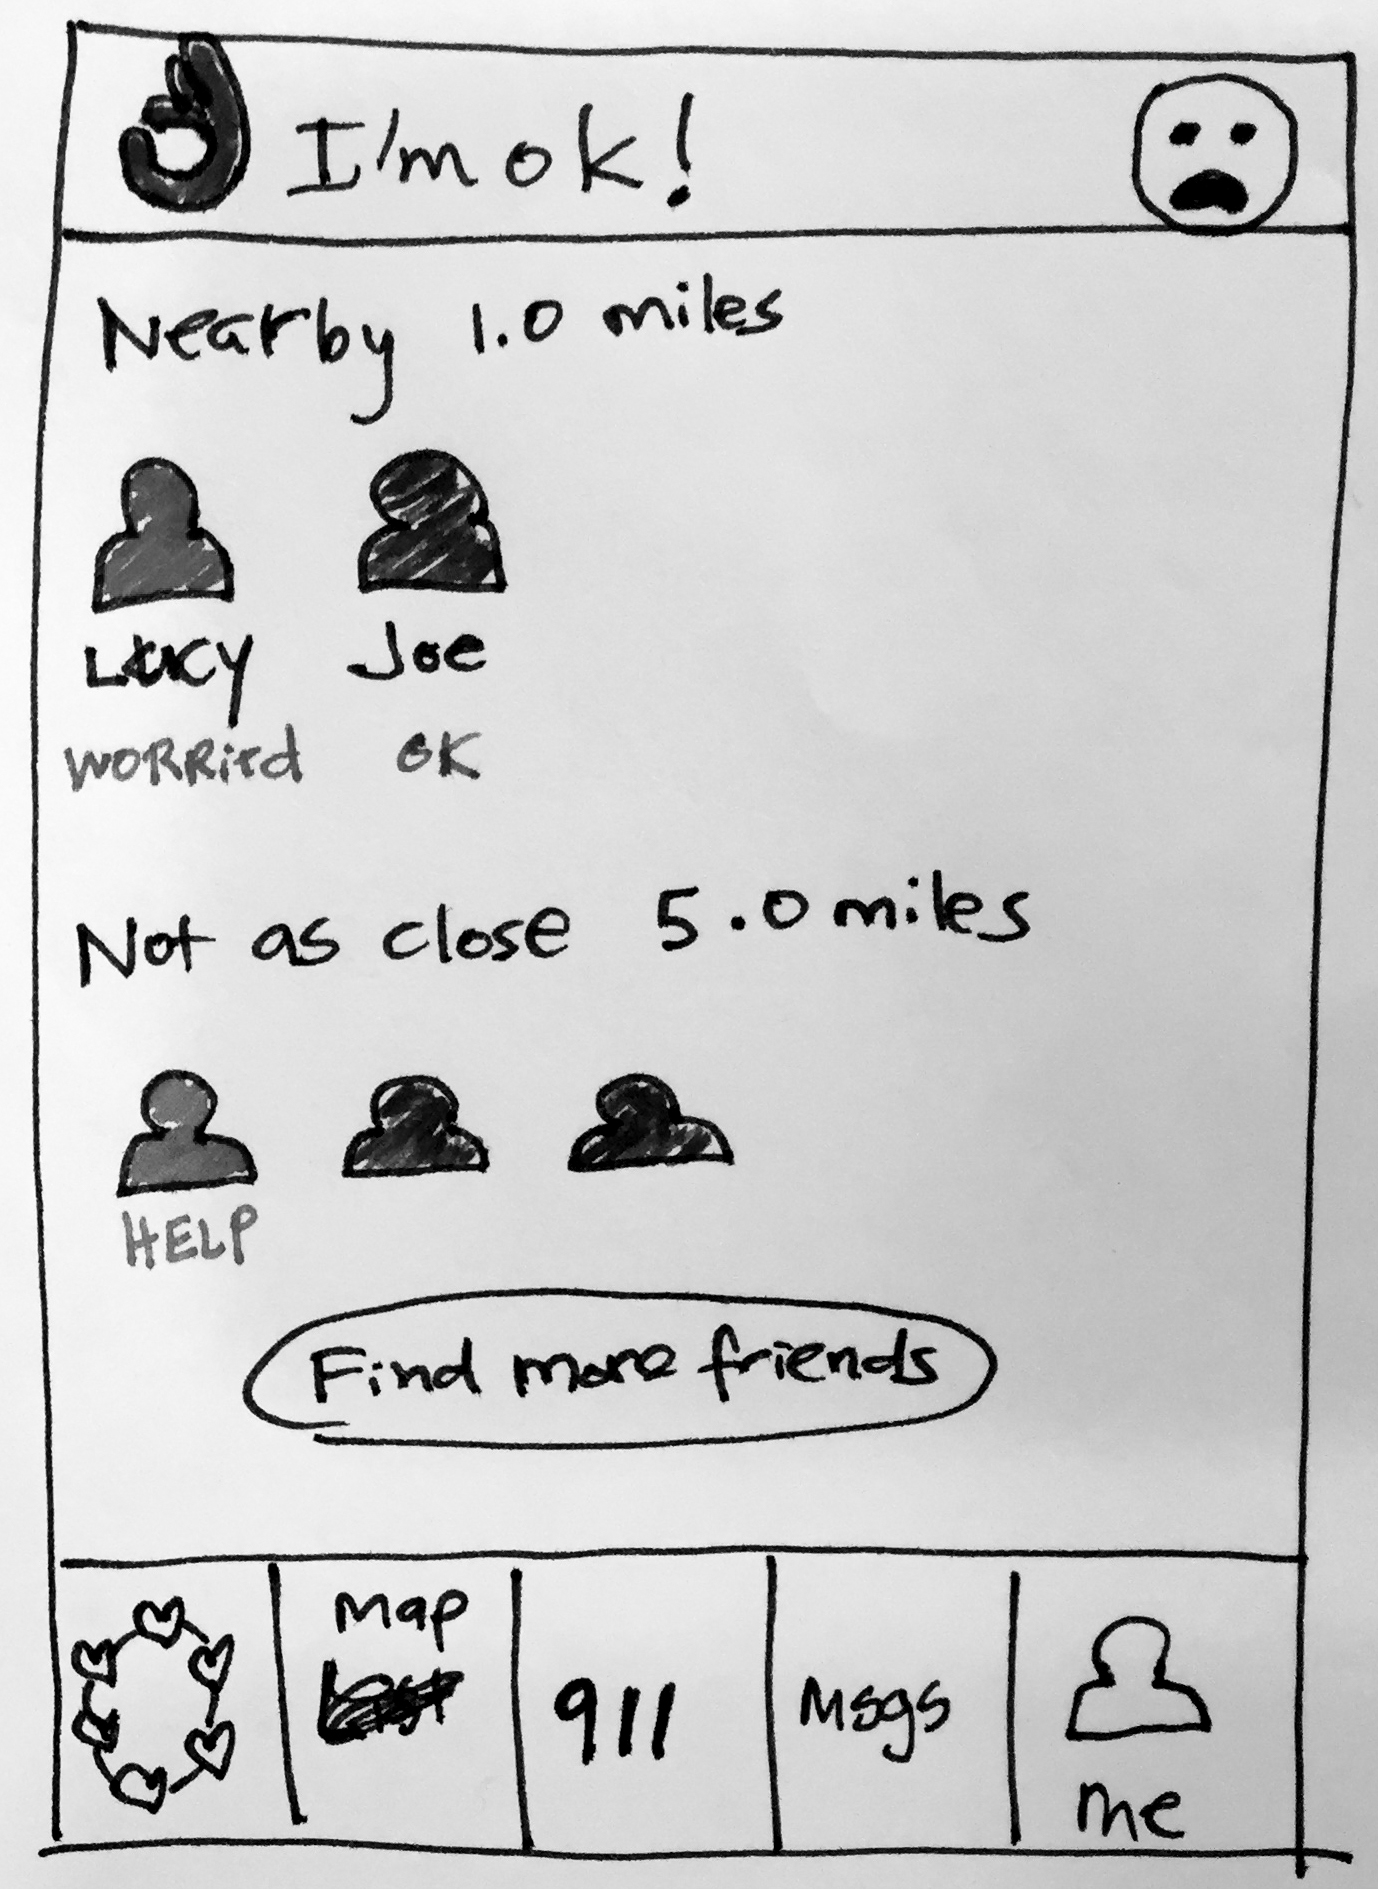 I'm ok!
Nearby 1.0 miles
Lucy Joe
WORRied OK
Not as close 5.0 miles
HELP
Find more friends
Map
911 Msgs
me